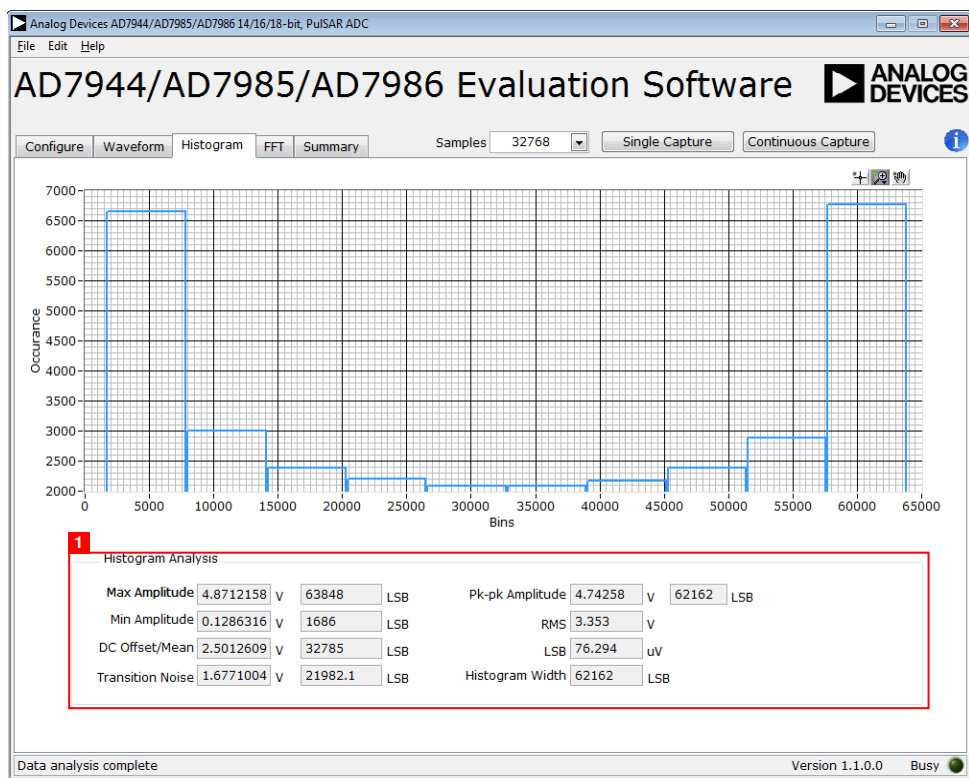 Analog Devices AD7944/AD7985/AD7986 14/16/18-bit, PulSAR ADC
File Edit Help
AD7944/AD7985/AD7986 Evaluation Software
ANALOG
DEVICES
Configure Waveform Histogram FFT Summary Samples 32768 Single Capture Continuous Capture i
7000
6500
6000
5500
5000
4500
4000
3500
3000
2500
2000
Occurance
0 5000 10000 15000 20000 25000 30000 35000 40000 45000 50000 55000 60000 65000
Bins
1
Histogram Analysis
Max Amplitude 4.8712158 V 63848 LSB Pk-pk Amplitude 4.74258 V 62162 LSB
Min Amplitude 0.1286316 V 1686 LSB RMS 3.353 V
DC Offset/Mean 2.5012609 V 32785 LSB LSB 76.294 uV
Transition Noise 1.6771004 V 21982.1 LSB Histogram Width 62162 LSB
Data analysis complete Version 1.1.0.0 Busy